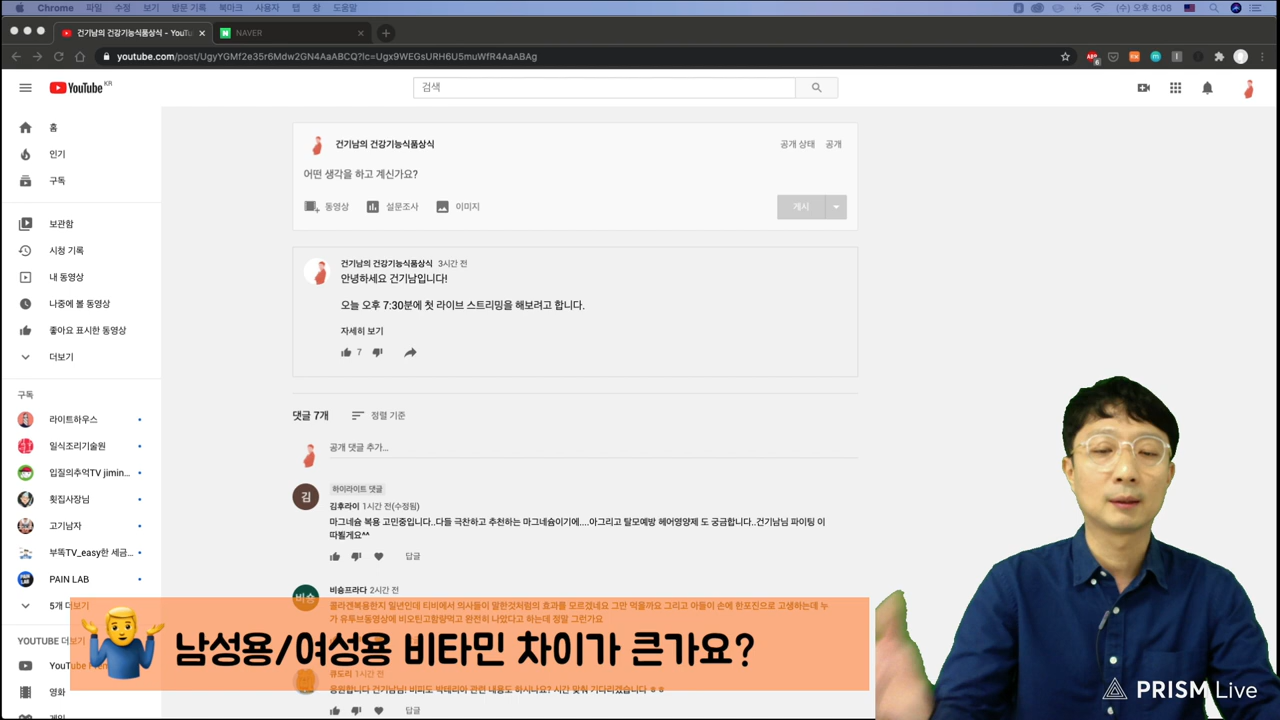 Chrome 파일 수정 보기 방문 기록 북마크 사용자 탭 창 도움말
(수) 오후 8:08
건기남의 건강기능식품상식 - YouTu
NAVER
youtube.com/post/UgyYGMf2e35r6Mdw2GN4AaABCQ?lc=Ugx9WEGsURH6U5muWfR4AaABAg
YouTube KR
검색
홈
인기
구독
보관함
시청 기록
내 동영상
나중에 볼 동영상
좋아요 표시한 동영상
더보기
구독
라이트하우스
일식조리기술원
입질의추억TV jimin...
횟집사장님
고기남자
부똑TV_easy한 세금...
PAIN LAB
5개 더보기
YOUTUBE 더보기
영화
건기남의 건강기능식품상식
공개 상태 공개
어떤 생각을 하고 계신가요?
동영상 설문조사 이미지
게시
건기남의 건강기능식품상식 3시간 전
안녕하세요 건기남입니다!
오늘 오후 7:30분에 첫 라이브 스트리밍을 해보려고 합니다.
자세히 보기
7
댓글 7개 정렬 기준
공개 댓글 추가...
김
하이라이트 댓글
김후라이 1시간 전(수정됨)
마그네슘 복용 고민중입니다..다들 극찬하고 추천하는 마그네슘이기에....아그리고 탈모예방 헤어영양제 도 궁금합니다..건기남님 파이팅 이
따뵐게요^^
답글
비숑
비숑프라다 2시간 전
콜라겐복용한지 일년인데 티비에서 의사들이 말한것처럼의 효과를 모르겠네요 그만 먹을까요 그리고 아들이 손에 한포진으로 고생하는데 누
가 유투브동영상에 비오틴고함량먹고 완전히 나았다고 하는데 정말 그런가요
남성용/여성용 비타민 차이가 큰가요?
큐도리 1시간 전
응원합니다 건기남님! 비피도 박테리아 관련 내용도 하시나요? 시간 맞춰 기다리겠습니다 ㅎㅎ
답글
PRISM Live